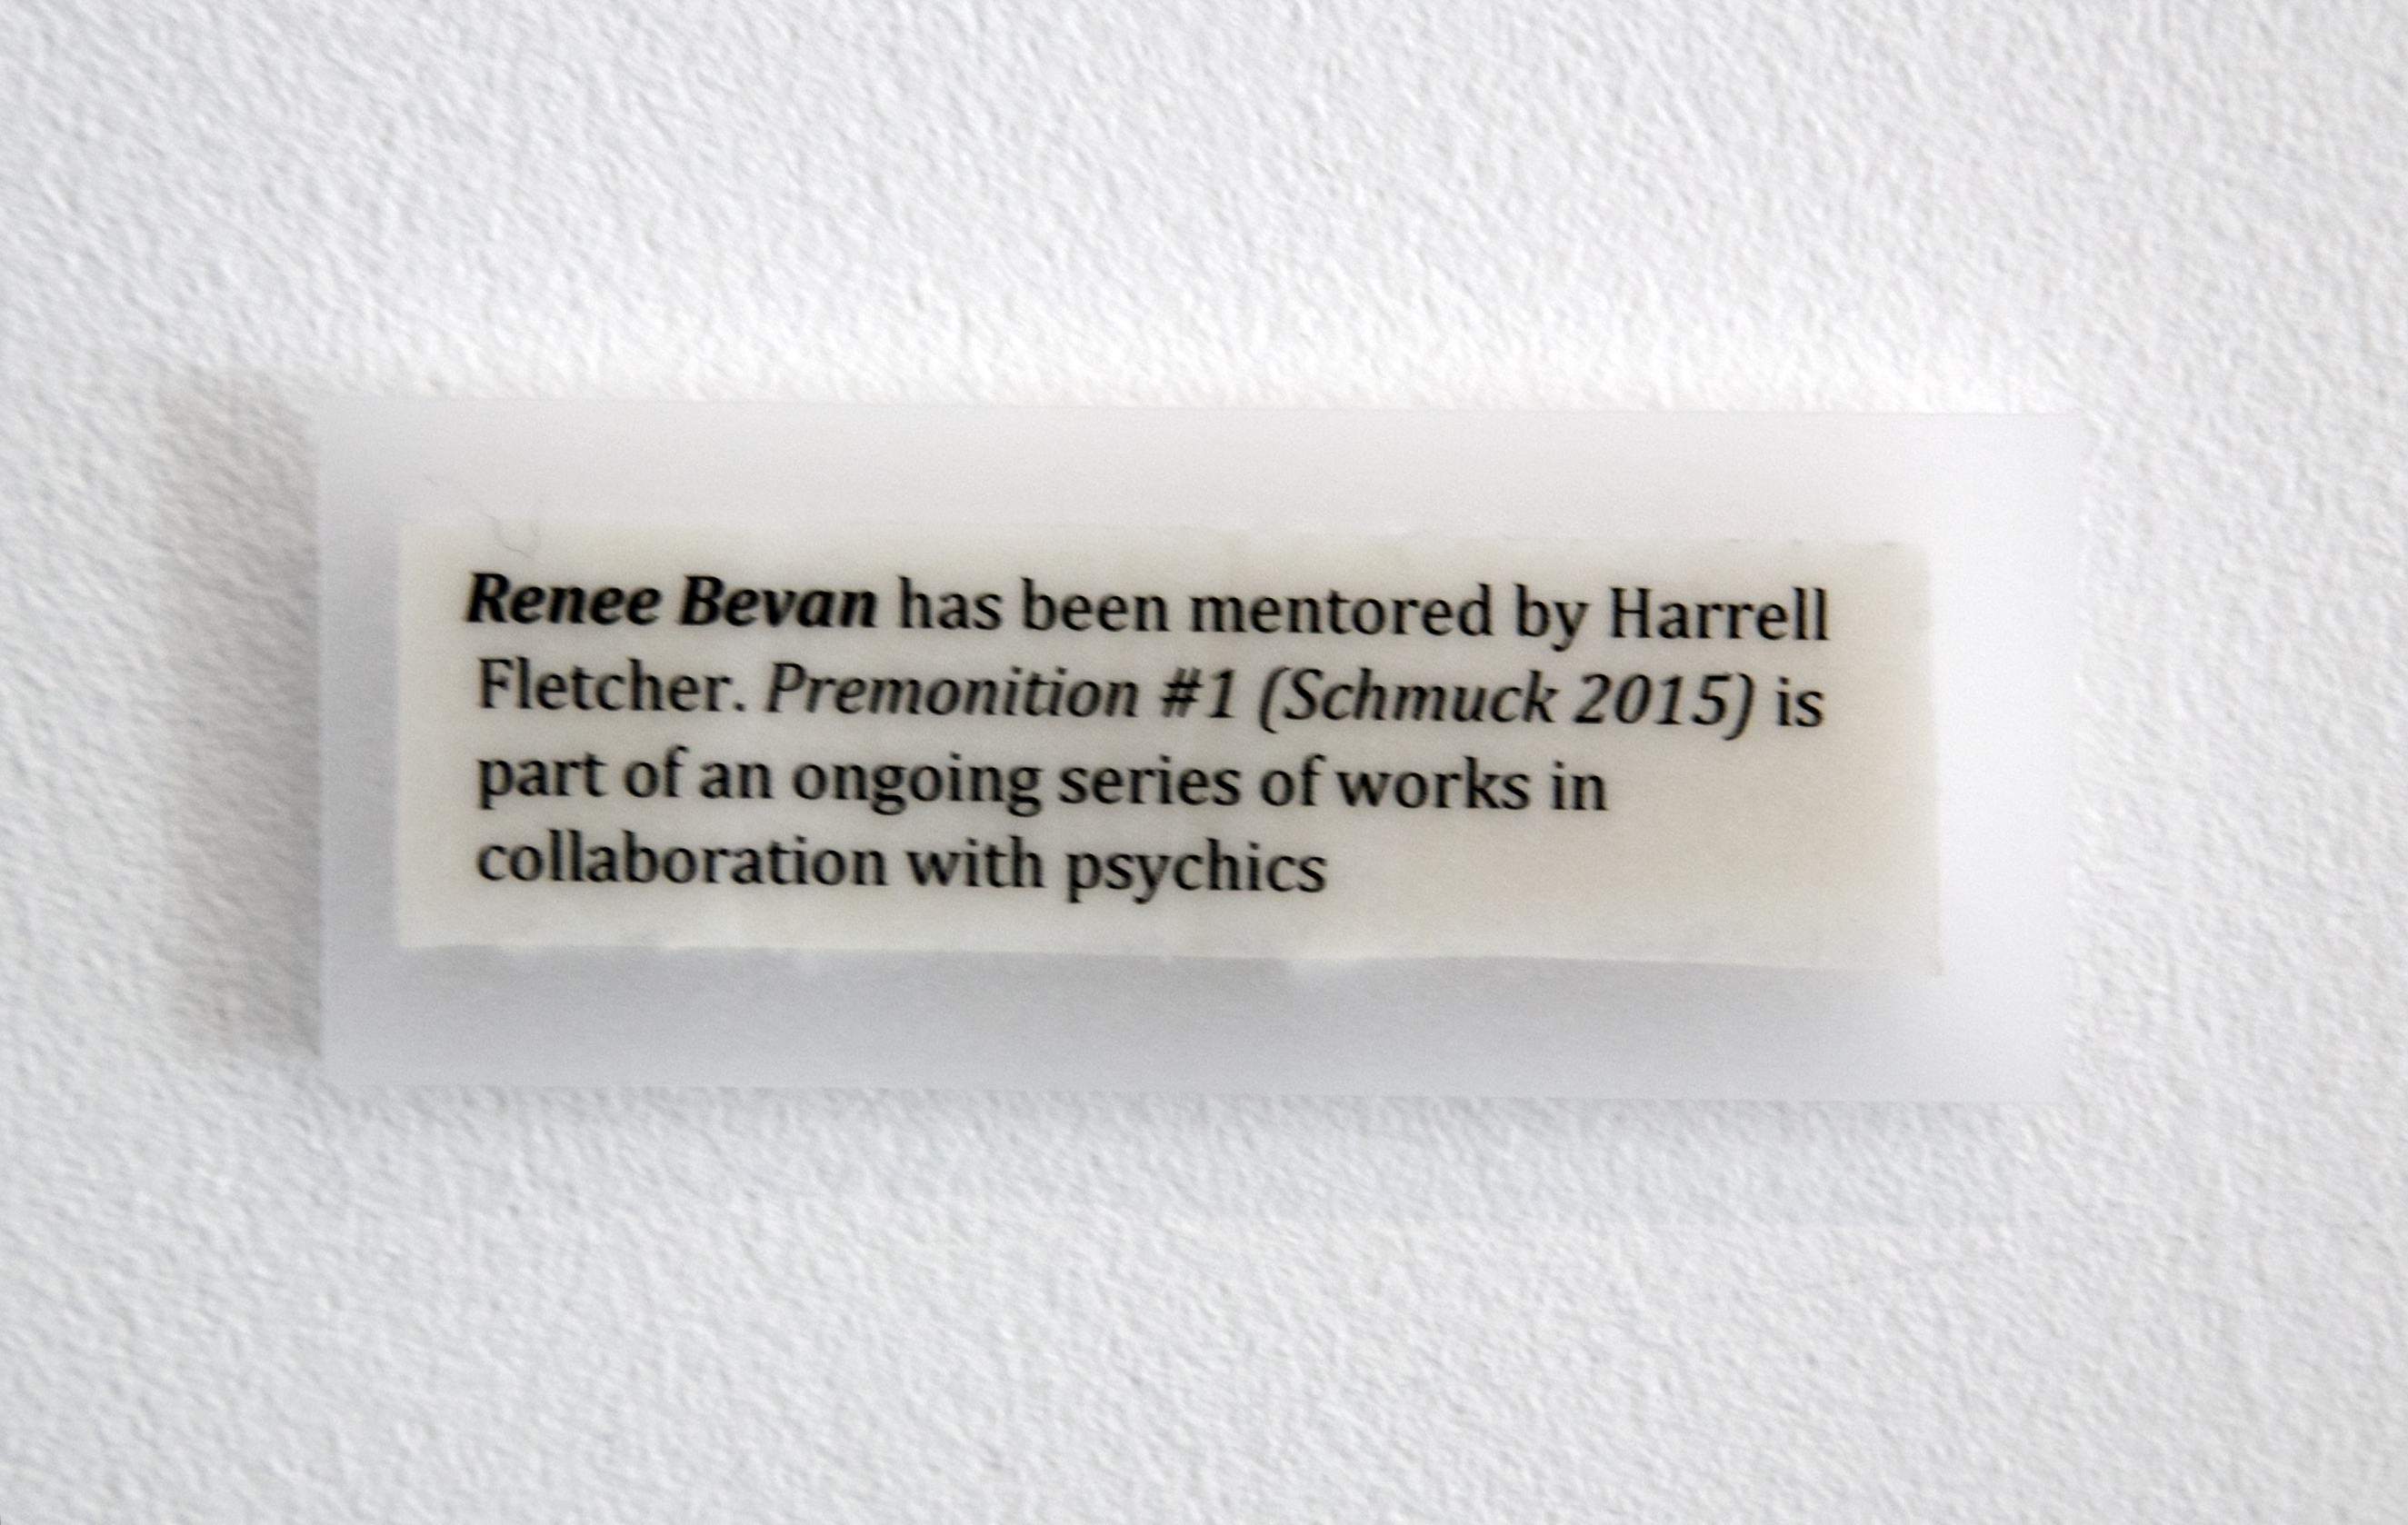 Renee Bevan has been mentored by Harrell
Fletcher. Premonition #1 (Schmuck 2015) is
part of an ongoing series of works in
collaboration with psychics